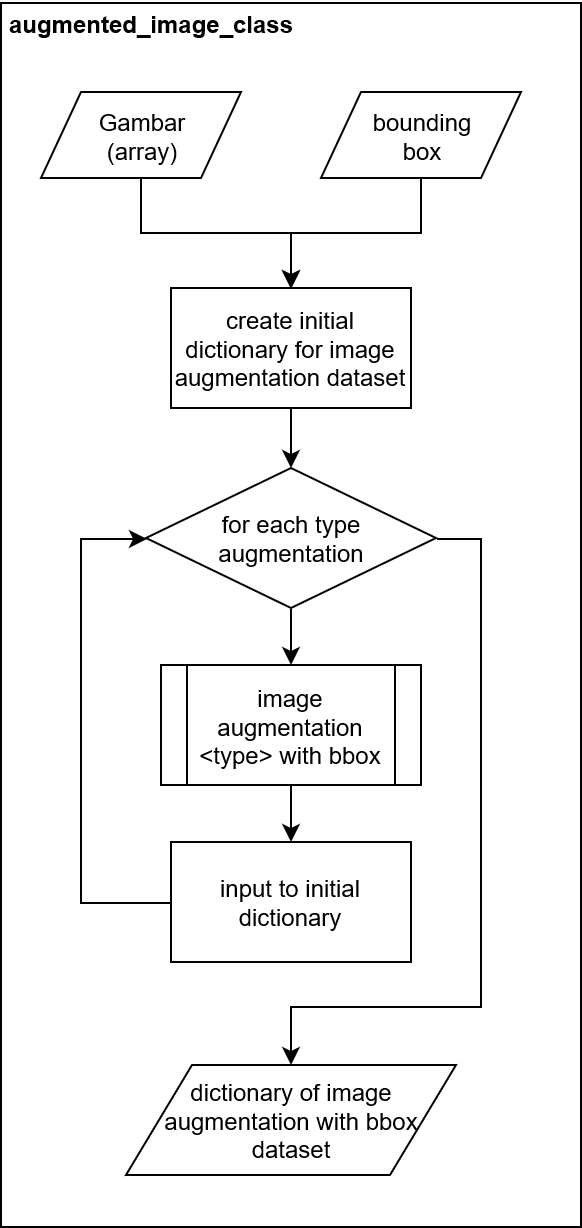 augmented_image_class
Gambar
(array)
bounding
box
create initial
dictionary for image
augmentation dataset
for each type
augmentation
image
augmentation
<type> with bbox
input to initial
dictionary
dictionary of image
augmentation with bbox
dataset